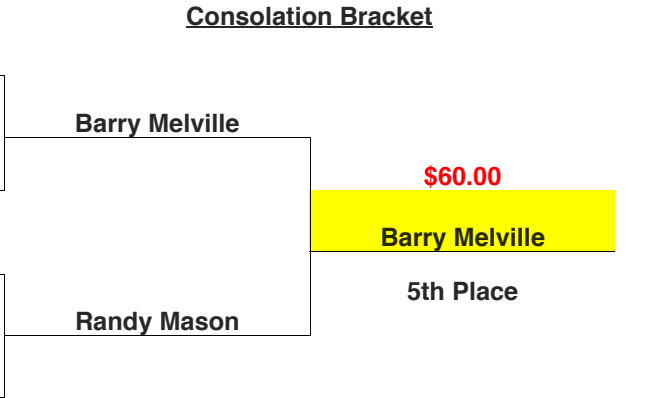 Consolation Bracket
Barry Melville
$60.00
Barry Melville
5th Place
Randy Mason